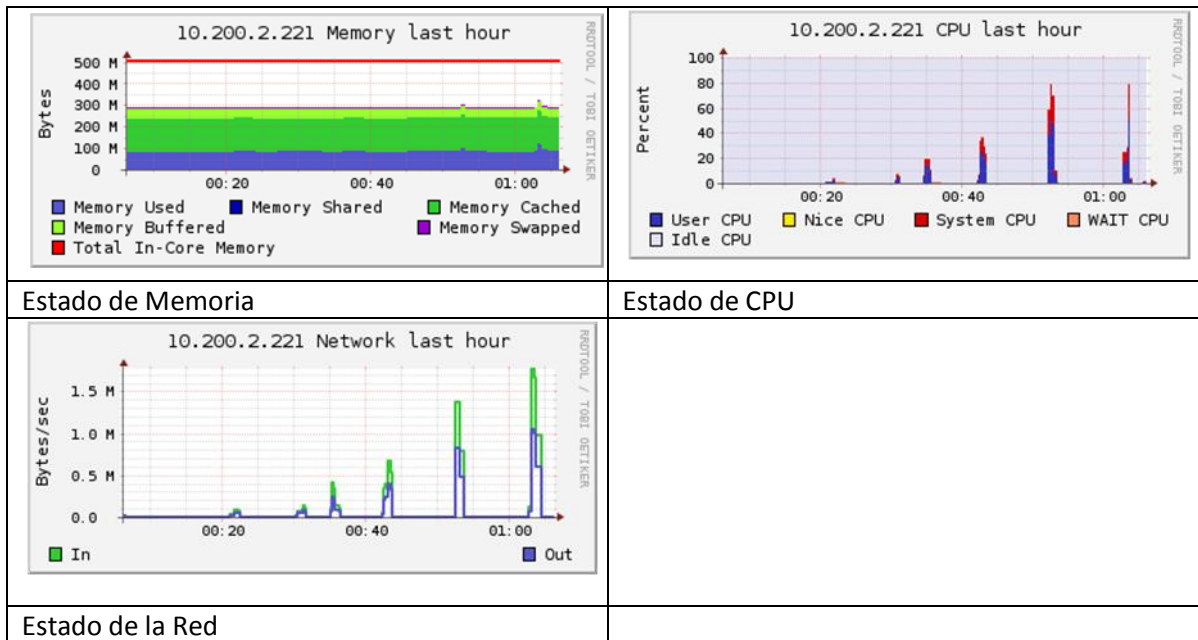 10.200.2.221 Memory last hour
RRDTOOL / TOBI OETIKER
Bytes
500 M
400 M
300 M
200 M
100 M
0
00:20 00:40 01:00
Memory Used Memory Shared Memory Cached
Memory Buffered Memory Swapped
Total In-Core Memory
10.200.2.221 CPU last hour
RRDTOOL / TOBI OETIKER
Percent
100
80
60
40
20
0
00:20 00:40 01:00
User CPU Nice CPU System CPU WAIT CPU
Idle CPU
Estado de Memoria
Estado de CPU
10.200.2.221 Network last hour
RRDTOOL / TOBI OETIKER
Bytes/sec
1.5 M
1.0 M
0.5 M
0.0
00:20 00:40 01:00
In Out
Estado de la Red